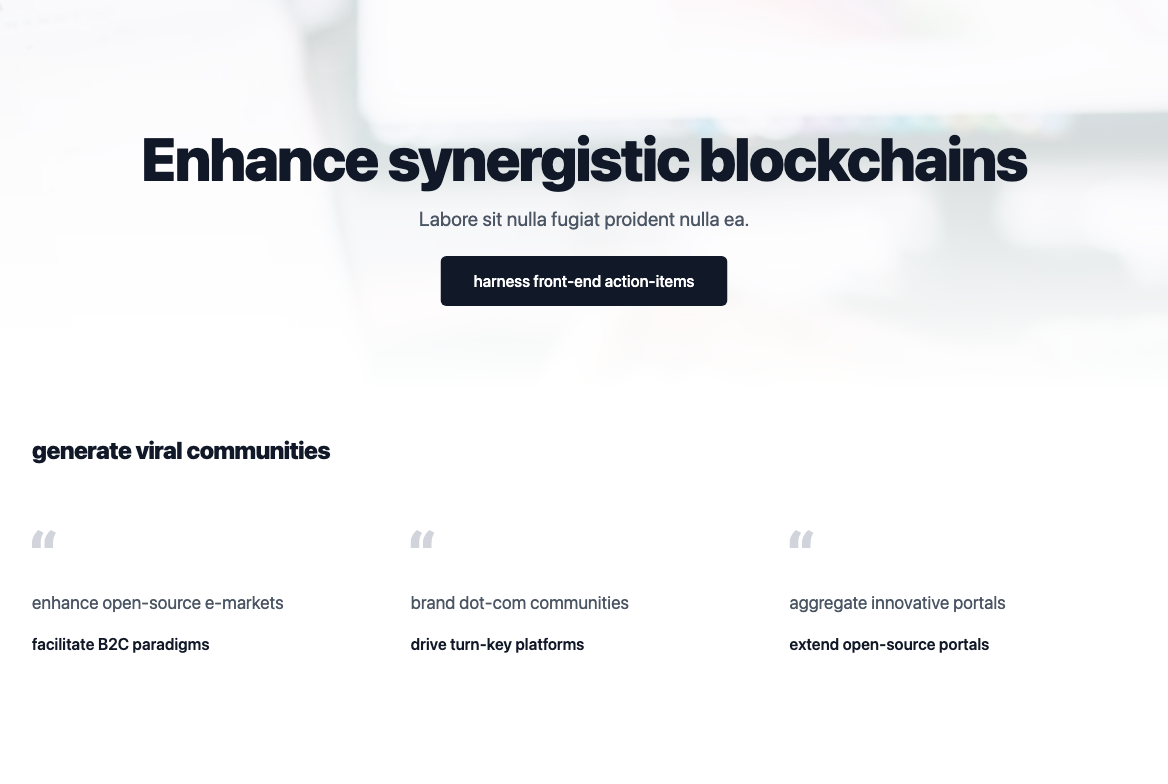 Enhance synergistic blockchains
Labore sit nulla fugiat proident nulla ea.
harness front-end action-items
generate viral communities
“ “ “
enhance open-source e-markets
brand dot-com communities
aggregate innovative portals
facilitate B2C paradigms
drive turn-key platforms
extend open-source portals